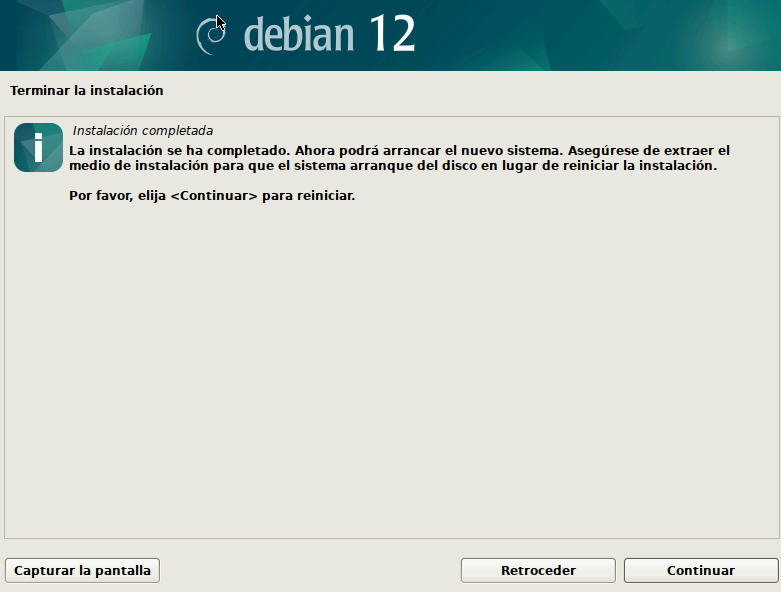 debian 12
Terminar la instalación
Instalación completada
La instalación se ha completado. Ahora podrá arrancar el nuevo sistema. Asegúrese de extraer el
medio de instalación para que el sistema arranque del disco en lugar de reiniciar la instalación.
Por favor, elija <Continuar> para reiniciar.
Capturar la pantalla
Retroceder
Continuar